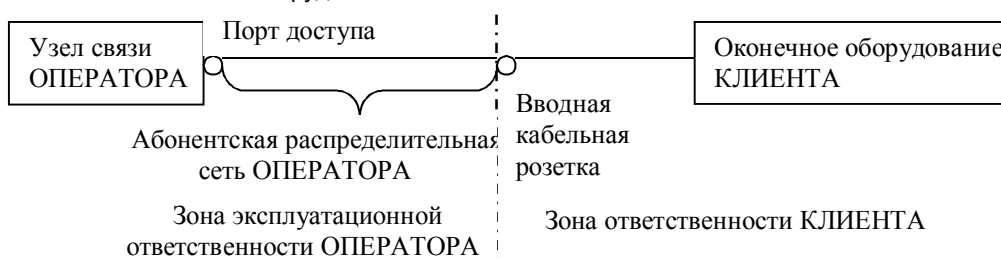 Порт доступа
Узел связи
ОПЕРАТОРА
Оконечное оборудование
КЛИЕНТА
Вводная
кабельная
розетка
Абонентская распределительная
сеть ОПЕРАТОРА
Зона эксплуатационной
ответственности ОПЕРАТОРА
Зона ответственности КЛИЕНТА